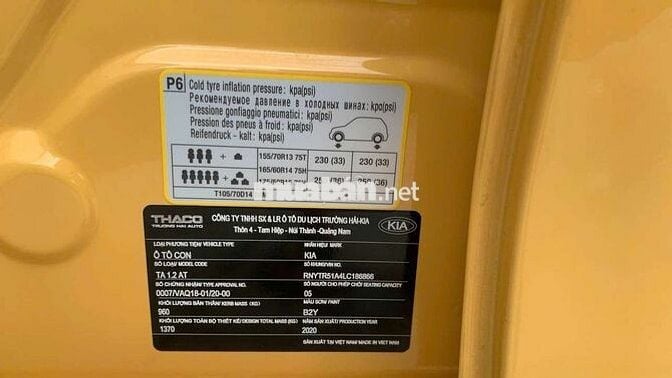 P6
Cold tyre inflation pressure : kpa(psi)
Рекомендуемое давление в холодных шинах: kpo(psi)
Pressione gonfiaggio pneumatici : kpa(psi)
Pression des pneus à froid : kpa(psi)
Reifendruck - kalt : kpa(psi)
155/70R13 75T 230 (33) 230 (33)
165/60R14 75H
250 (36) 250 (36)
T105/70D14
muaban.net
THACO
TRUONG HAI AUTO
CÔNG TY TNHH SX & LR Ô TÔ DU LỊCH TRƯỜNG HẢI-KIA
Thôn 4 - Tam Hiệp - Núi Thành -Quảng Nam
KIA
LOẠI PHƯƠNG TIỆN/ VEHICLE TYPE
NHÃN HIỆU/ MARK
Ô TÔ CON
KIA
SỐ LOẠI/ MODEL CODE
SỐ KHUNG/VIN NO.
TA 1.2 AT
RNYTR51A4LC186866
SỐ CHỨNG NHẬN/ TYPE APPROVAL NO.
SỐ NGƯỜI CHO PHÉP CHỞ/ SEATING CAPACITY
0007/VAQ18-01/20-00
05
KHỐI LƯỢNG BẢN THÂN/ KERB MASS (KG)
MÀU SƠN/ PAINT
960
B2Y
KHỐI LƯỢNG TOÀN BỘ THIẾT KẾ/ DESIGN TOTAL MASS (KG)
NĂM SẢN XUẤT/ PRODUCTION YEAR
1370
2020
SẢN XUẤT TẠI VIỆT NAM/ MADE IN VIET NAM